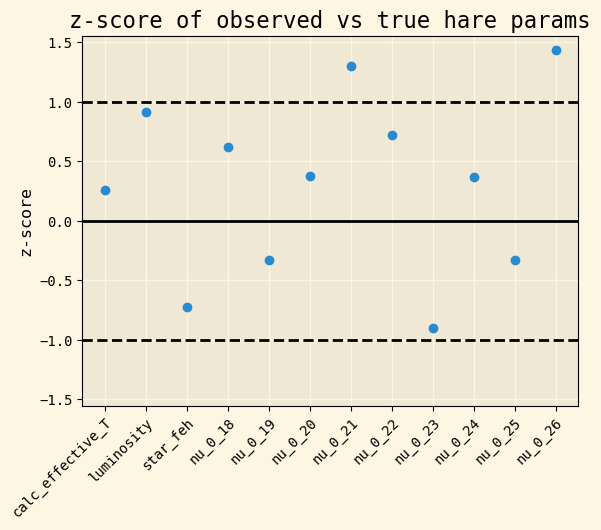 z-score of observed vs true hare params
1.5
1.0
0.5
0.0
−0.5
−1.0
−1.5
z-score
calc_effective_T
luminosity
star_feh
nu_0_18
nu_0_19
nu_0_20
nu_0_21
nu_0_22
nu_0_23
nu_0_24
nu_0_25
nu_0_26